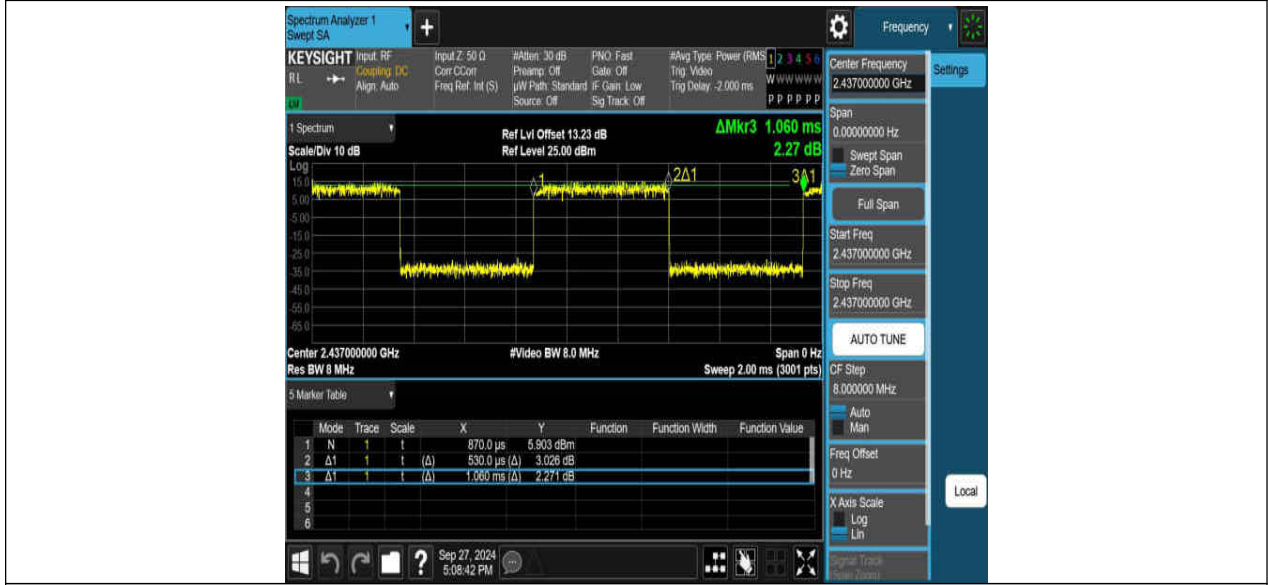 Spectrum Analyzer 1
Swept SA
+
Frequency
KEYSIGHT
RL
LW
Input: RF
Coupling: DC
Align: Auto
Input Z: 50 Ω
Corr CCorr
Freq Ref: Int (S)
#Atten: 30 dB
Preamp: Off
µW Path: Standard
Source: Off
PNO: Fast
Gate: Off
IF Gain: Low
Sig Track: Off
#Avg Type: Power (RMS
Trig: Video
Trig Delay: -2.000 ms
1 2 3 4 5 6
W W W W W W
P P P P P P
1 Spectrum
Scale/Div 10 dB
Ref Lvl Offset 13.23 dB
Ref Level 25.00 dBm
ΔMkr3 1.060 ms
2.27 dB
Log
15.0
5.00
-5.00
-15.0
-25.0
-35.0
-45.0
-55.0
-65.0
1
2Δ1
3Δ1
Center 2.437000000 GHz
#Video BW 8.0 MHz
Span 0 Hz
Res BW 8 MHz
Sweep 2.00 ms (3001 pts)
5 Marker Table
Mode Trace Scale X Y Function Function Width Function Value
1 N 1 t 870.0 µs 5.903 dBm
2 Δ1 1 t (Δ) 530.0 µs (Δ) 3.026 dB
3 Δ1 1 t (Δ) 1.060 ms (Δ) 2.271 dB
4
5
6
?
Sep 27, 2024
5:08:42 PM
Center Frequency
2.437000000 GHz
Settings
Span
0.00000000 Hz
Swept Span
Zero Span
Full Span
Start Freq
2.437000000 GHz
Stop Freq
2.437000000 GHz
AUTO TUNE
CF Step
8.000000 MHz
Auto
Man
Freq Offset
0 Hz
X Axis Scale
Log
Lin
Local
Signal Track
(Span Zoom)